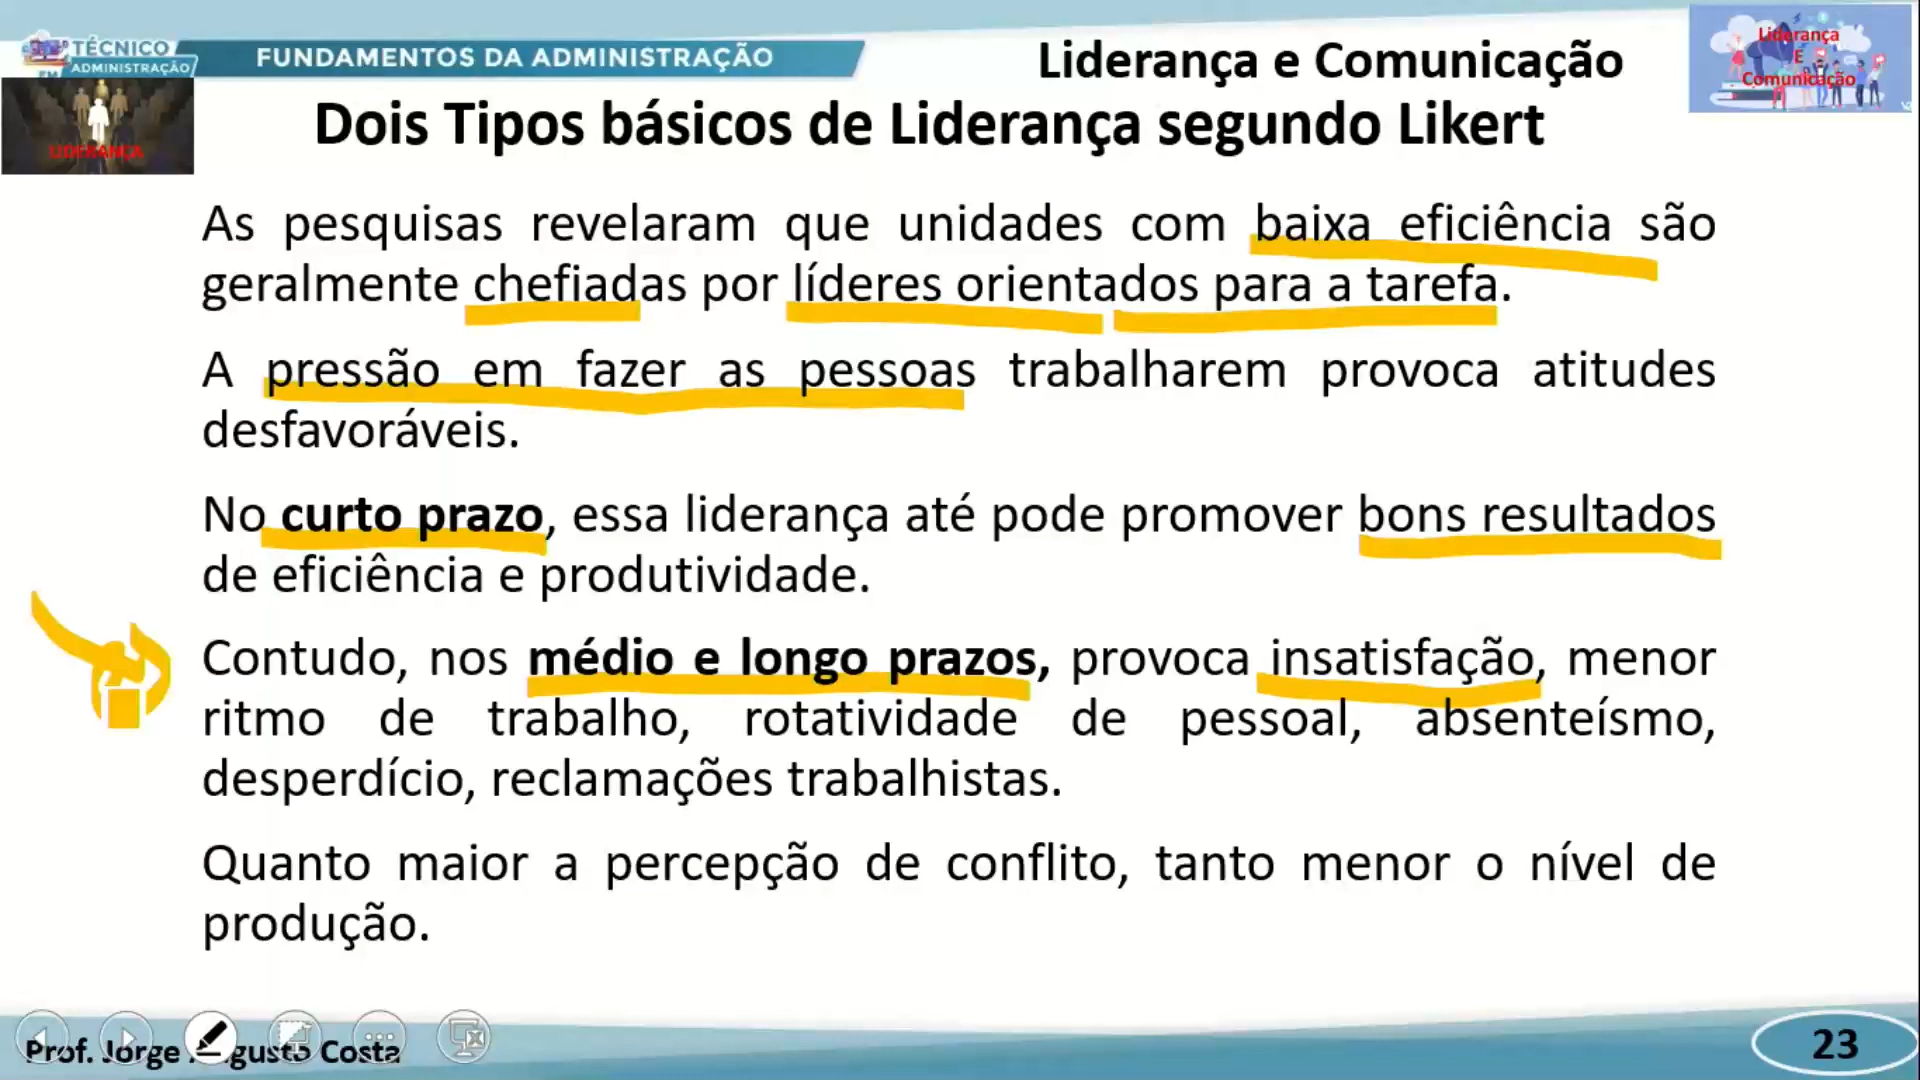 TÉCNICO
EM ADMINISTRAÇÃO
FUNDAMENTOS DA ADMINISTRAÇÃO
Liderança e Comunicação
Liderança
E
Comunicação
LIDERANÇA
Dois Tipos básicos de Liderança segundo Likert
As pesquisas revelaram que unidades com baixa eficiência são
geralmente chefiadas por líderes orientados para a tarefa.
A pressão em fazer as pessoas trabalharem provoca atitudes
desfavoráveis.
No curto prazo, essa liderança até pode promover bons resultados
de eficiência e produtividade.
Contudo, nos médio e longo prazos, provoca insatisfação, menor
ritmo de trabalho, rotatividade de pessoal, absenteísmo,
desperdício, reclamações trabalhistas.
Quanto maior a percepção de conflito, tanto menor o nível de
produção.
Prof. Jorge Augusto Costa
23